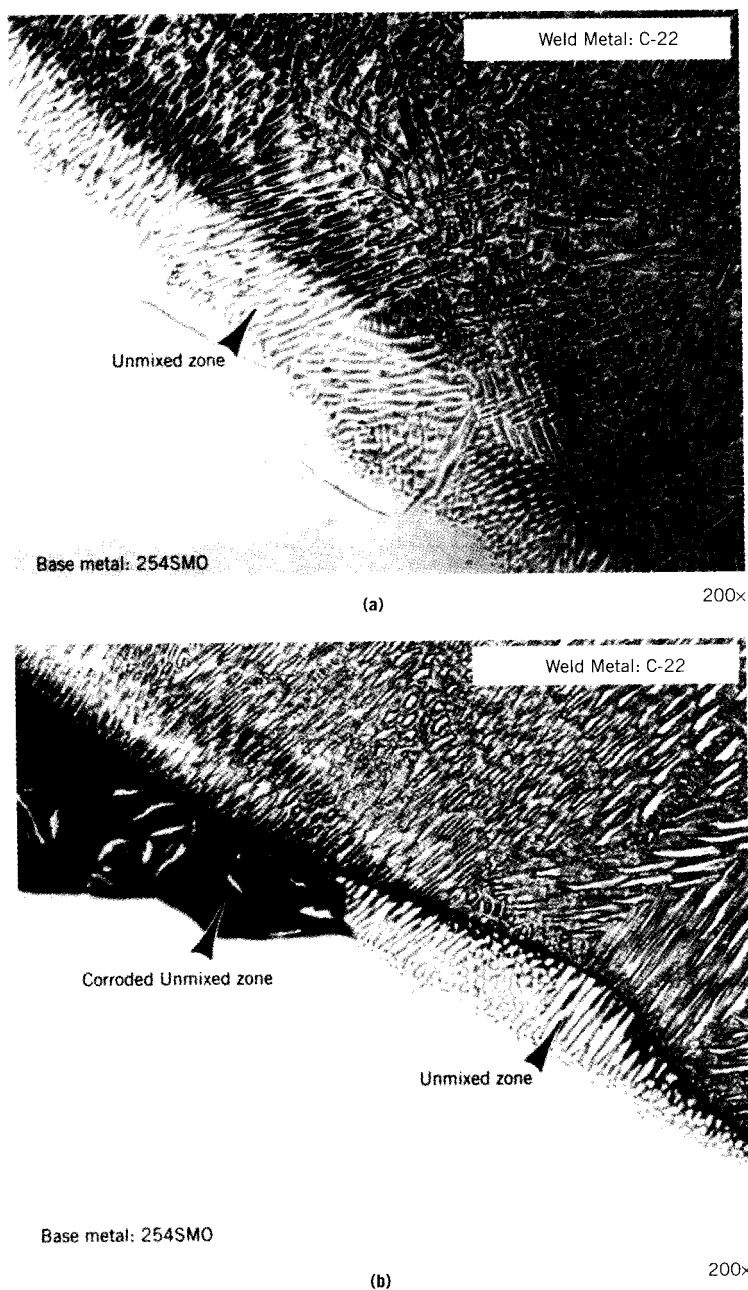 Weld Metal: C-22
Unmixed zone
Base metal: 254SMO
200×
(a)
Weld Metal: C-22
Corroded Unmixed zone
Unmixed zone
Base metal: 254SMO
200×
(b)